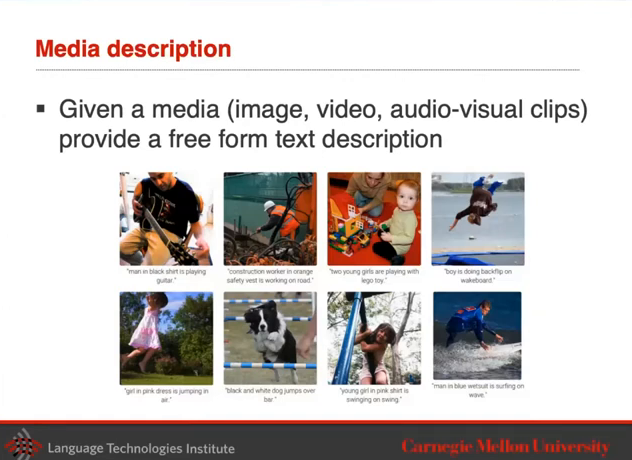 Media description
▪ Given a media (image, video, audio-visual clips)
provide a free form text description
"man in black shirt is playing
guitar."
"construction worker in orange
safety vest is working on road."
"two young girls are playing with
lego toy."
"boy is doing backflip on
wakeboard."
"girl in pink dress is jumping in
air."
"black and white dog jumps over
bar."
"young girl in pink shirt is
swinging on swing."
"man in blue wetsuit is surfing on
wave."
Language Technologies Institute
Carnegie Mellon University